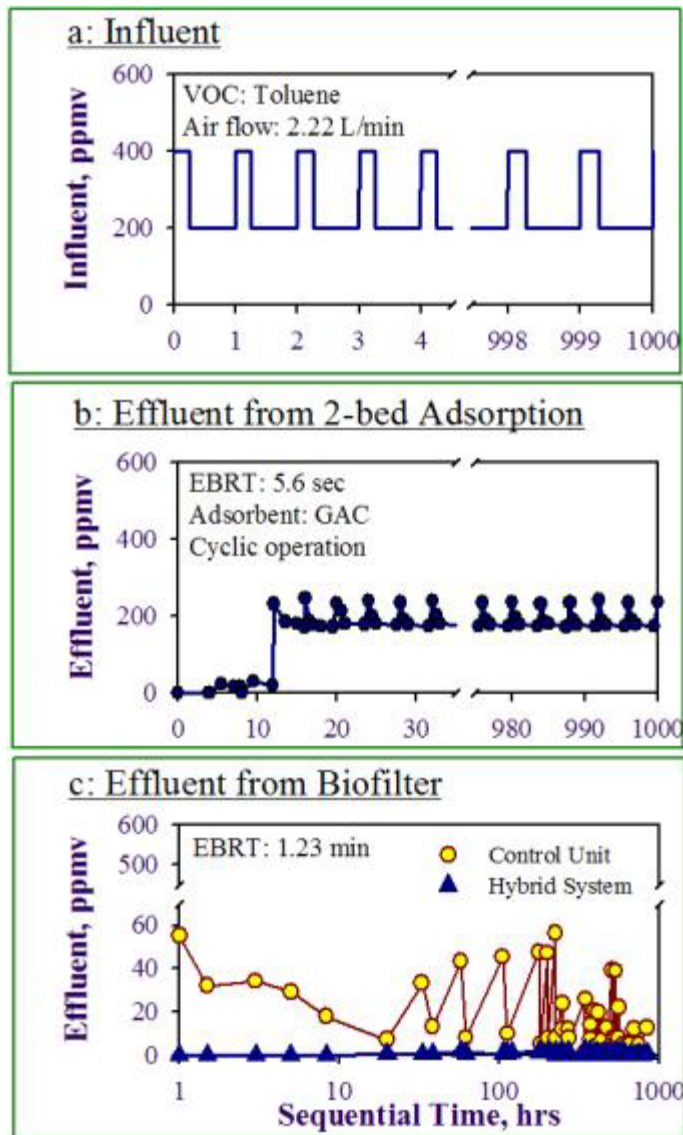 a: Influent
600
400
200
0
Influent, ppmv
VOC: Toluene
Air flow: 2.22 L/min
0 1 2 3 4 998 999 1000
b: Effluent from 2-bed Adsorption
600
400
200
0
Effluent, ppmv
EBRT: 5.6 sec
Adsorbent: GAC
Cyclic operation
0 10 20 30 980 990 1000
c: Effluent from Biofilter
600
500
60
40
20
0
Effluent, ppmv
EBRT: 1.23 min
Control Unit
Hybrid System
1 10 100 1000
Sequential Time, hrs